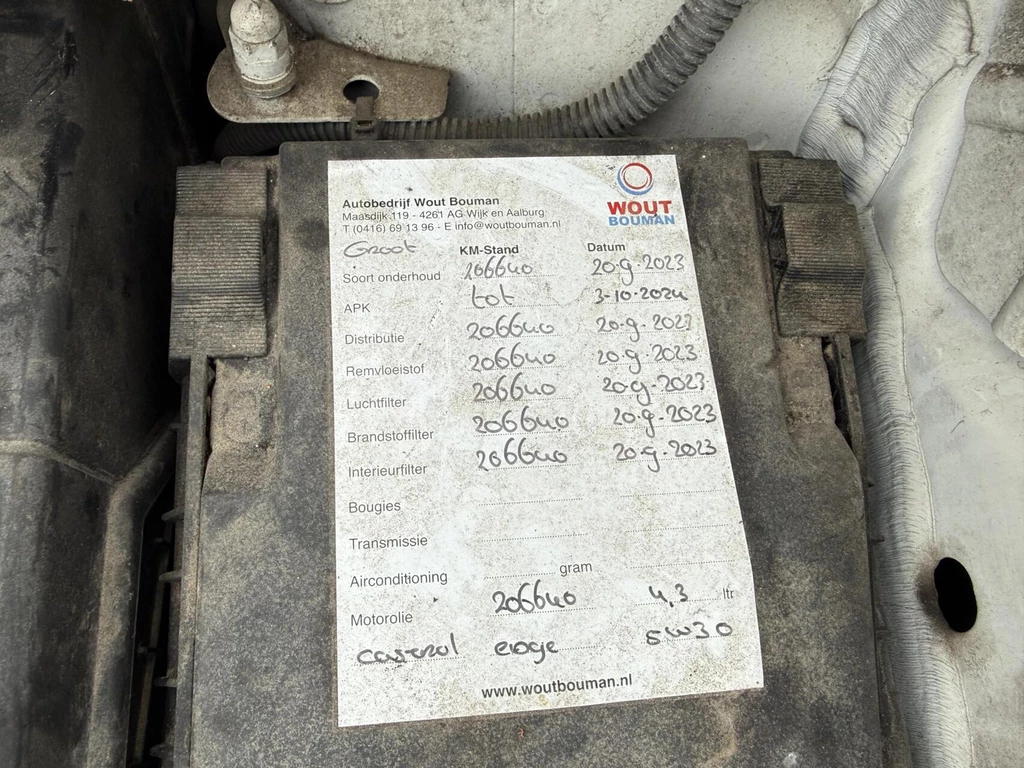 Autobedrijf Wout Bouman
Maasdijk 119 - 4261 AG Wijk en Aalburg
T (0416) 69 13 96 - E info@woutbouman.nl
WOUT
BOUMAN
Groot KM-Stand Datum
Soort onderhoud 206640 20-9-2023
APK tot 3-10-2024
Distributie 206640 20-9-2023
Remvloeistof 206640 20-9-2023
Luchtfilter 206640 20-9-2023
Brandstoffilter 206640 20-9-2023
Interieurfilter 206640 20-9-2023
Bougies
Transmissie
Airconditioning gram
Motorolie 206640 4,3 ltr
castrol edge 5W30
www.woutbouman.nl